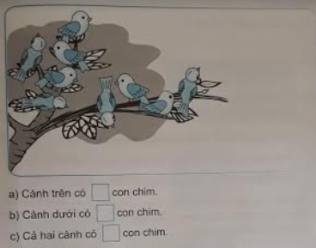 a) Cành trên có □ con chim.
b) Cành dưới có □ con chim.
c) Cả hai cành có □ con chim.